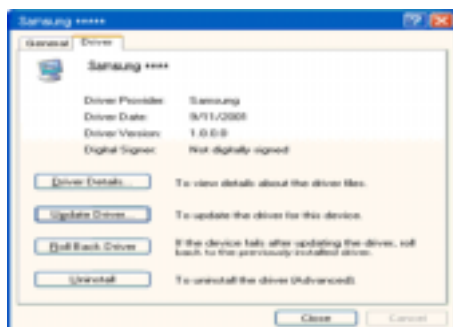 Samsung *****
General Driver
Samsung ****
Driver Provider: Samsung
Driver Date: 9/11/2001
Driver Version: 1.0.0.0
Digital Signer: Not digitally signed
Driver Details... To view details about the driver files.
Update Driver... To update the driver for this device.
Roll Back Driver If the device fails after updating the driver, roll
back to the previously installed driver.
Uninstall To uninstall the driver (Advanced).
Close Cancel